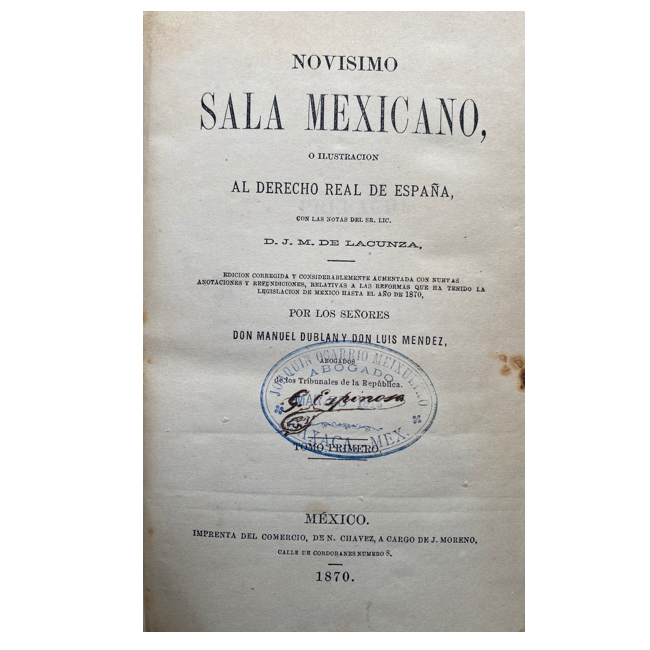 NOVISIMO
SALA MEXICANO,
O ILUSTRACION
AL DERECHO REAL DE ESPAÑA,
CON LAS NOTAS DEL SR. LIC.
D. J. M. DE LACUNZA,
EDICION CORREGIDA Y CONSIDERABLEMENTE AUMENTADA CON NUEVAS
ANOTACIONES Y REFUNDICIONES, RELATIVAS A LAS REFORMAS QUE HA TENIDO LA
LEGISLACION DE MEXICO HASTA EL AÑO DE 1870,
POR LOS SEÑORES
DON MANUEL DUBLAN Y DON LUIS MENDEZ,
ABOGADOS
de los Tribunales de la República.
JOAQUIN OCARRIO MEIXUEIRO
ABOGADO
G. Espinosa
OAXACA, MEX.
TOMO PRIMERO.
MÉXICO.
IMPRENTA DEL COMERCIO, DE N. CHAVEZ, A CARGO DE J. MORENO,
CALLE DE CORDOBANES NUMERO 8.
1870.